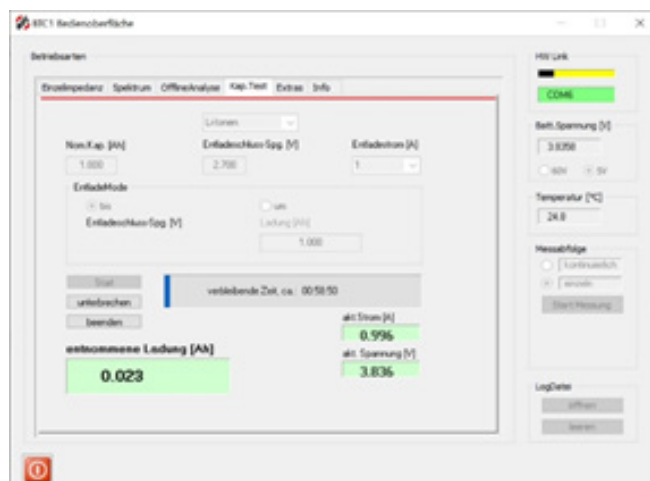 BTC1 Bedienoberfläche
Betriebsarten
Einzelimpedanz Spektrum OfflineAnalyse Kap.Test Extras Info
Li-Ionen
Nom.Kap. [Ah] Entladeschluss-Spg. [V] Entladestrom [A]
1.000 2.700 1
EntladeMode
bis um
Entladeschluss-Spg. [V] Ladung [Ah]
1.000
Start
unterbrechen
beenden
verbleibende Zeit, ca.: 00:58:50
entnommene Ladung [Ah]
0.023
akt.Strom [A]
0.996
akt. Spannung [V]
3.836
HW Link
COM6
Batt.Spannung [V]
3.8358
60V 5V
Temperatur [°C]
24.8
Messabfolge
kontinuierlich
einzeln
Start Messung
LogDatei
öffnen
leeren